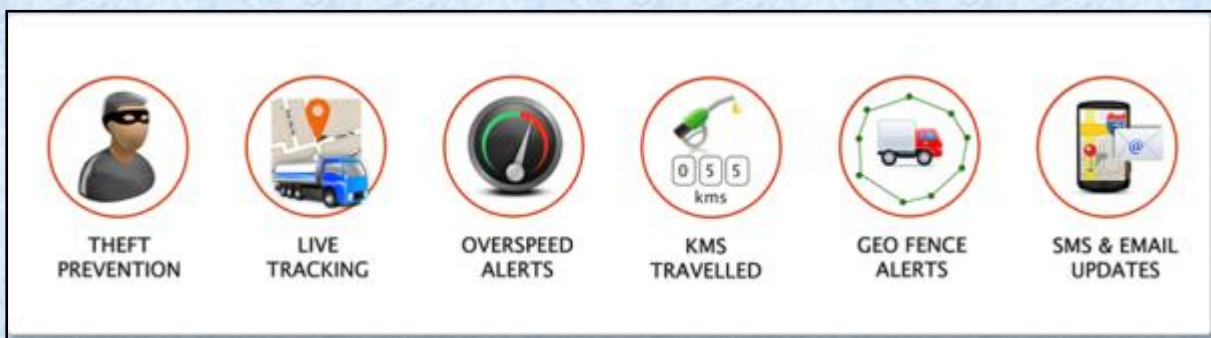 0 5 5
kms
@
THEFT
PREVENTION
LIVE
TRACKING
OVERSPEED
ALERTS
KMS
TRAVELLED
GEO FENCE
ALERTS
SMS & EMAIL
UPDATES